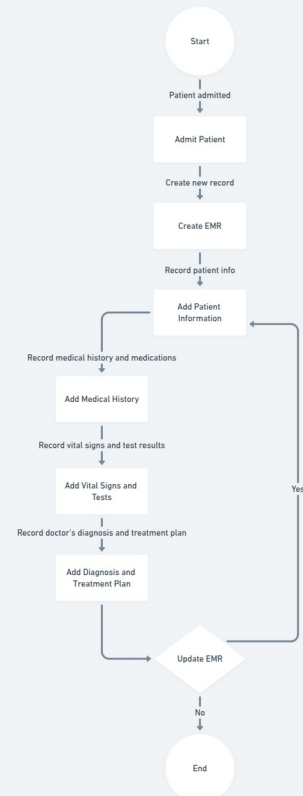 Start
Patient admitted
Admit Patient
Create new record
Create EMR
Record patient info
Add Patient
Information
Record medical history and medications
Add Medical History
Record vital signs and test results
Add Vital Signs and
Tests
Yes
Record doctor's diagnosis and treatment plan
Add Diagnosis and
Treatment Plan
Update EMR
No
End